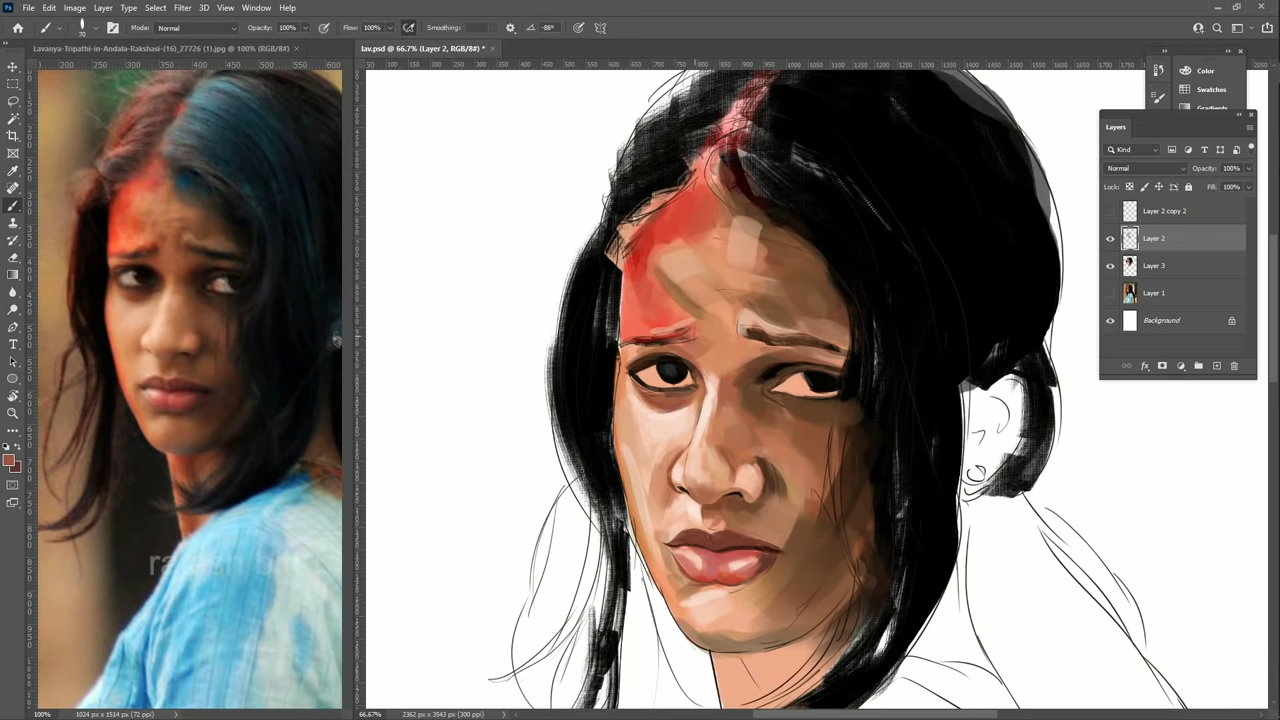 File Edit Image Layer Type Select Filter 3D View Window Help
Mode: Normal Opacity: 100% Flow: 100% Smoothing: -88°
Lavanya-Tripathi-in-Andala-Rakshasi-(16)_27726 (1).jpg @ 100% (RGB/8#) × lav.psd @ 66.7% (Layer 2, RGB/8#) * ×
Color
Swatches
Gradients
Layers
Kind
Normal Opacity: 100%
Lock: Fill: 100%
Layer 2 copy 2
Layer 2
Layer 3
Layer 1
Background
100% 1024 px x 1514 px (72 ppi) 66.67% 2362 px x 3543 px (300 ppi)